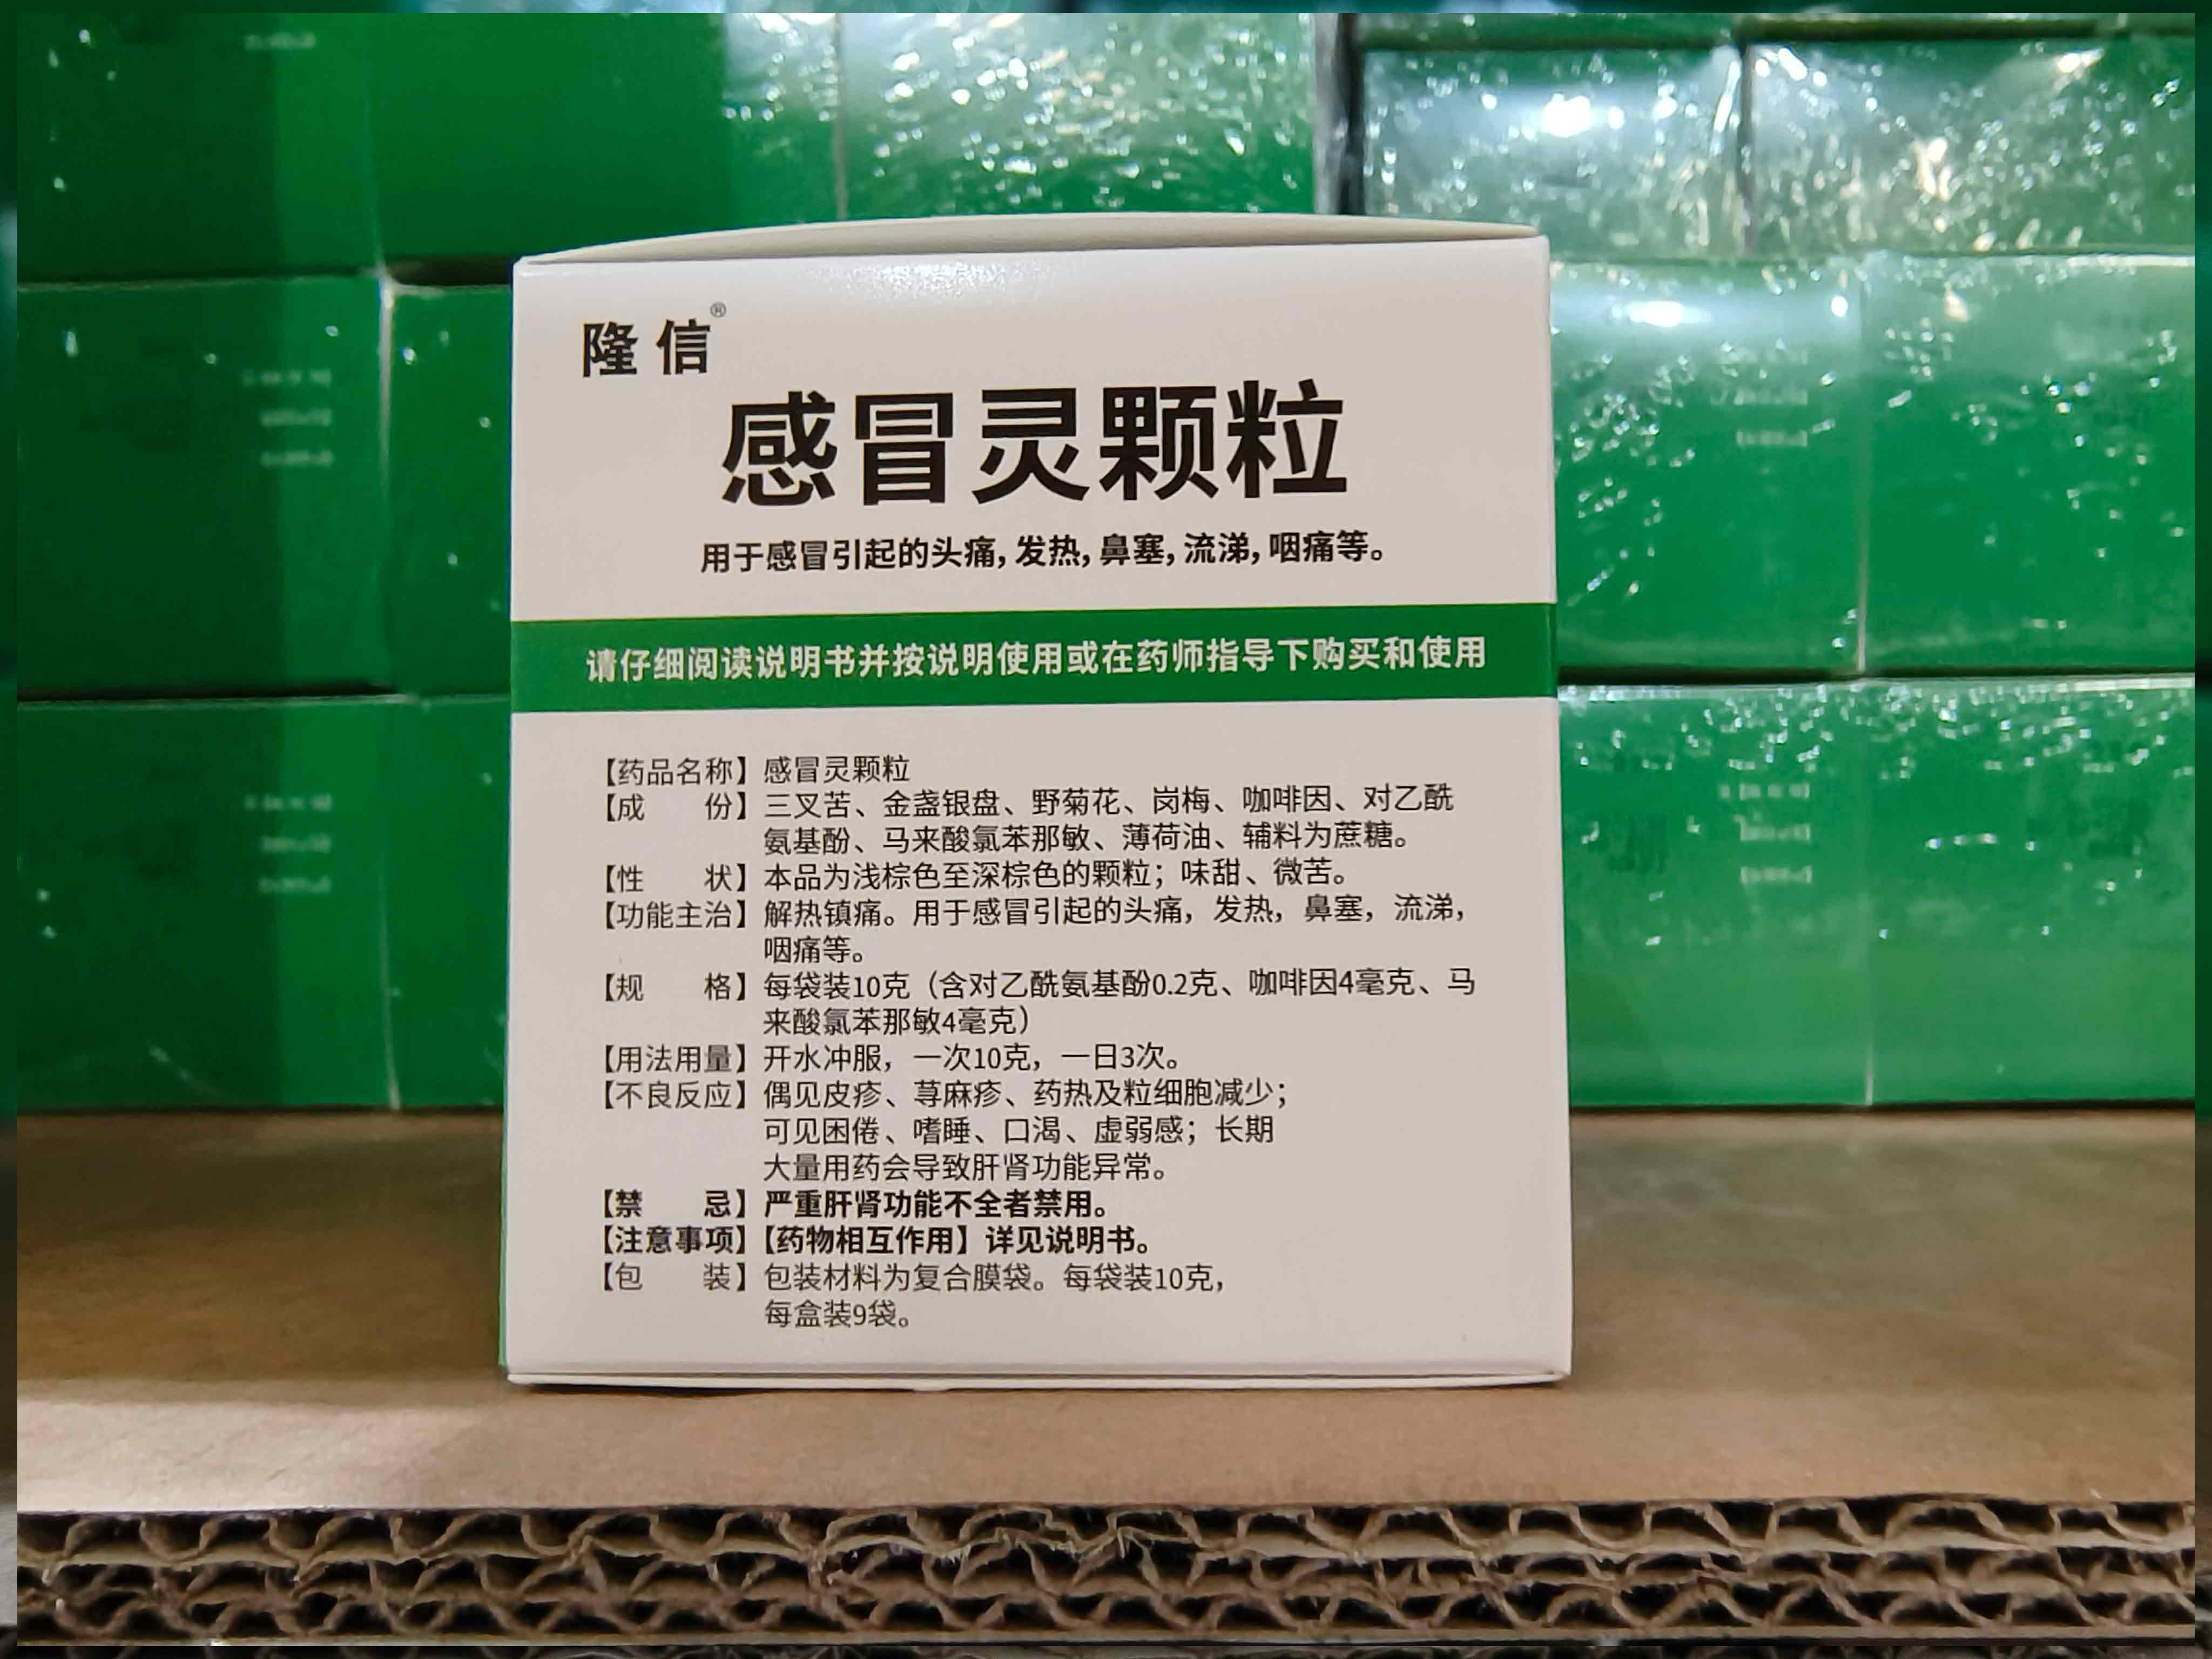 隆信®
感冒灵颗粒
用于感冒引起的头痛,发热,鼻塞,流涕,咽痛等。
请仔细阅读说明书并按说明使用或在药师指导下购买和使用
【药品名称】感冒灵颗粒
【成 份】三叉苦、金盏银盘、野菊花、岗梅、咖啡因、对乙酰
氨基酚、马来酸氯苯那敏、薄荷油、辅料为蔗糖。
【性 状】本品为浅棕色至深棕色的颗粒；味甜、微苦。
【功能主治】解热镇痛。用于感冒引起的头痛，发热，鼻塞，流涕，
咽痛等。
【规 格】每袋装10克（含对乙酰氨基酚0.2克、咖啡因4毫克、马
来酸氯苯那敏4毫克）
【用法用量】开水冲服，一次10克，一日3次。
【不良反应】偶见皮疹、荨麻疹、药热及粒细胞减少；
可见困倦、嗜睡、口渴、虚弱感；长期
大量用药会导致肝肾功能异常。
【禁 忌】严重肝肾功能不全者禁用。
【注意事项】【药物相互作用】详见说明书。
【包 装】包装材料为复合膜袋。每袋装10克，
每盒装9袋。